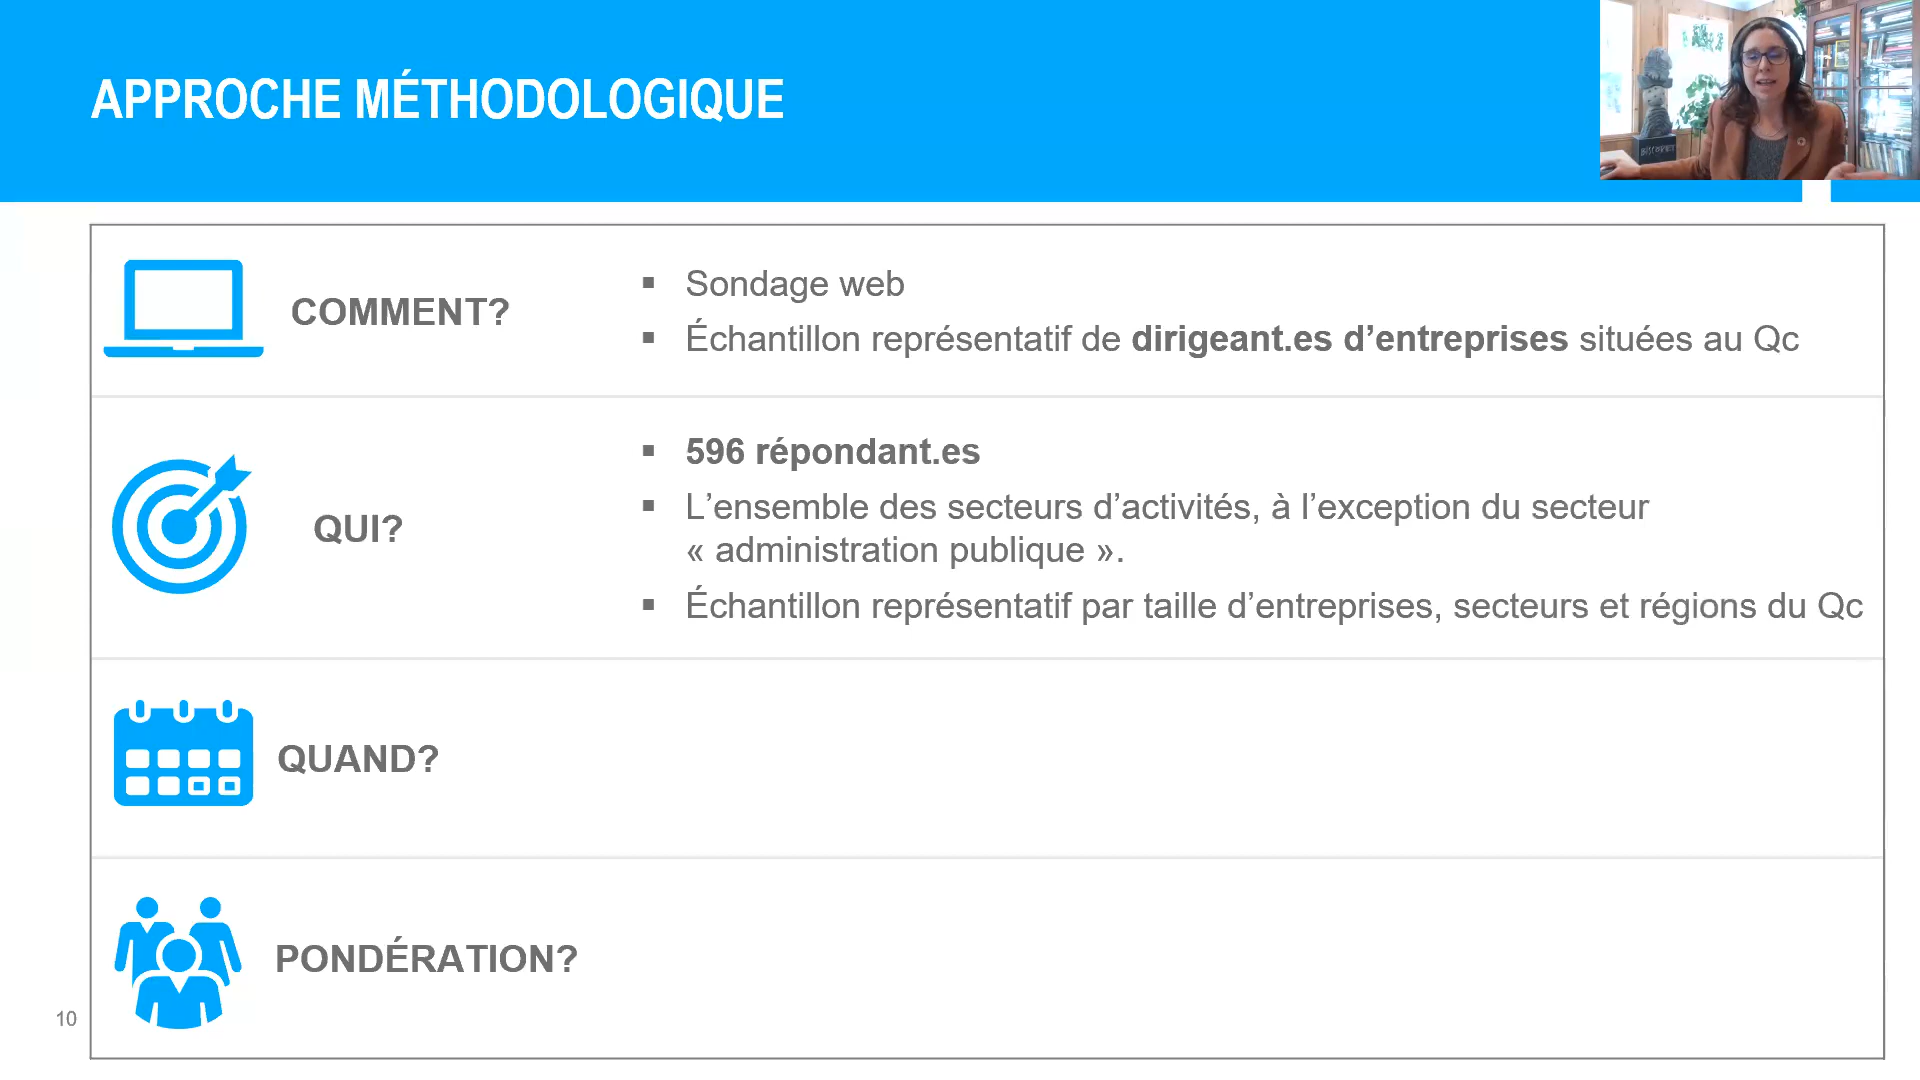 APPROCHE MÉTHODOLOGIQUE
COMMENT?
▪ Sondage web
▪ Échantillon représentatif de dirigeant.es d’entreprises situées au Qc
QUI?
▪ 596 répondant.es
▪ L’ensemble des secteurs d’activités, à l’exception du secteur
« administration publique ».
▪ Échantillon représentatif par taille d’entreprises, secteurs et régions du Qc
QUAND?
PONDÉRATION?
10